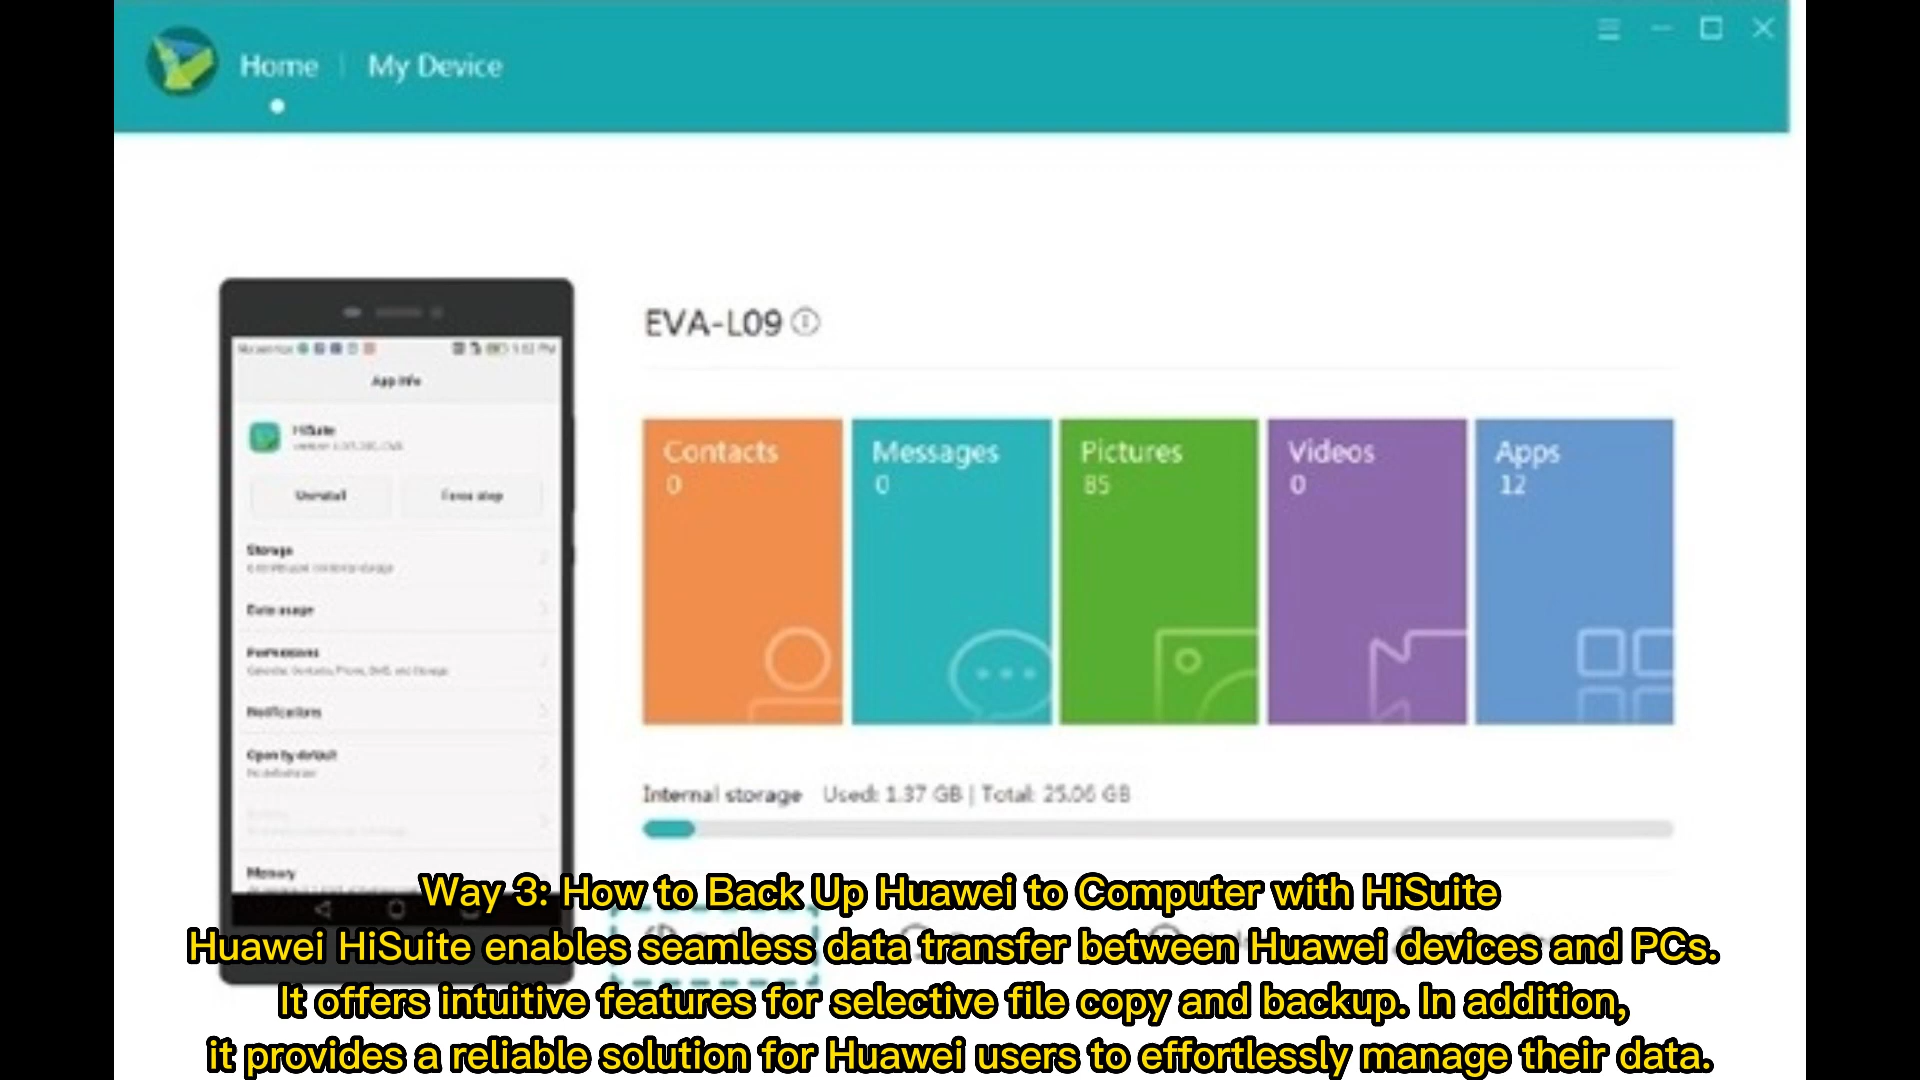 Home | My Device
EVA-L09
App info
HiSuite
Uninstall
Force stop
Storage
Data usage
Permissions
Notifications
Open by default
Memory
Contacts
0
Messages
0
Pictures
85
Videos
0
Apps
12
Internal storage Used: 1.37 GB | Total: 25.06 GB
Way 3: How to Back Up Huawei to Computer with HiSuite
Huawei HiSuite enables seamless data transfer between Huawei devices and PCs.
It offers intuitive features for selective file copy and backup. In addition,
it provides a reliable solution for Huawei users to effortlessly manage their data.